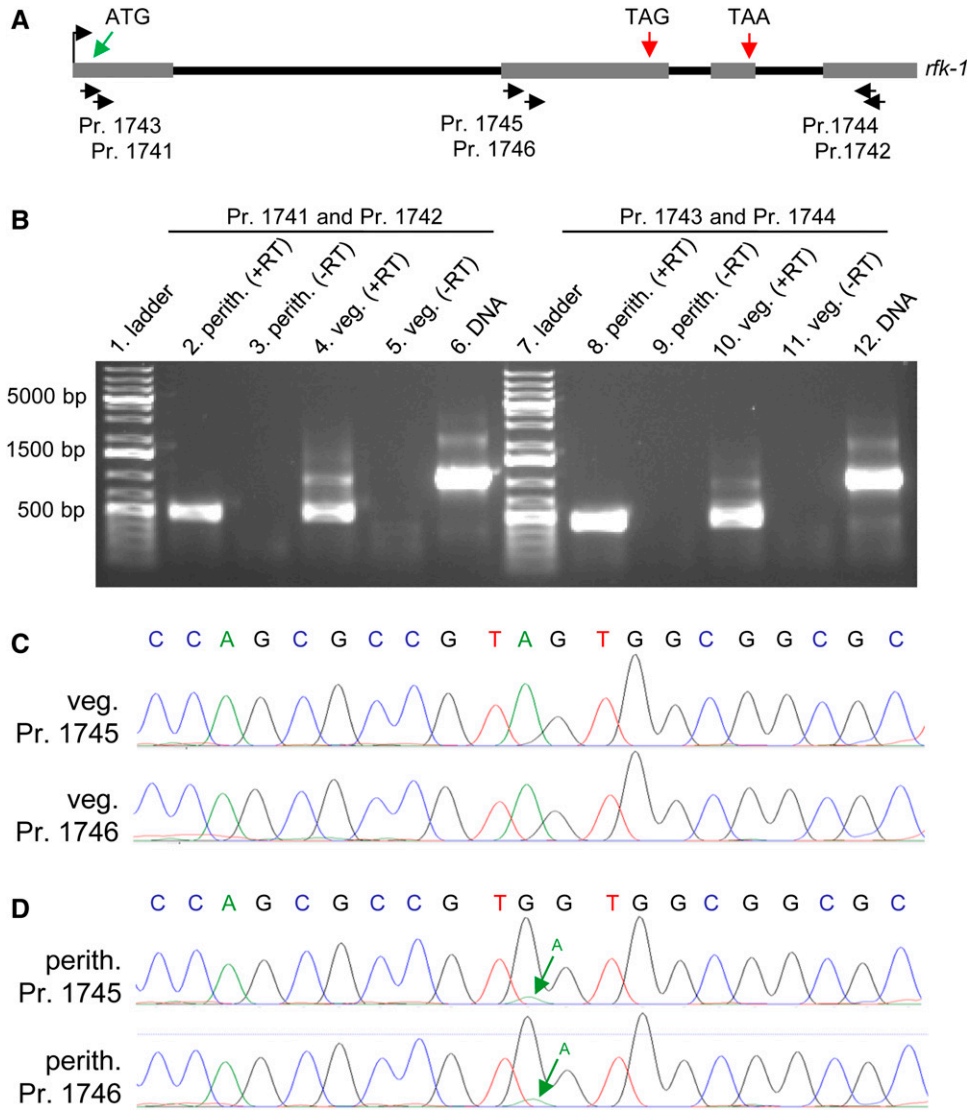 A
ATG
TAG
TAA
rfk-1
Pr. 1743
Pr. 1741
Pr. 1745
Pr. 1746
Pr.1744
Pr.1742
B
Pr. 1741 and Pr. 1742
Pr. 1743 and Pr. 1744
1. ladder
2. perith. (+RT)
3. perith. (-RT)
4. veg. (+RT)
5. veg. (-RT)
6. DNA
7. ladder
8. perith. (+RT)
9. perith. (-RT)
10. veg. (+RT)
11. veg. (-RT)
12. DNA
5000 bp
1500 bp
500 bp
C
C C A G C G C C G T A G T G G C G G C G C
veg.
Pr. 1745
veg.
Pr. 1746
D
C C A G C G C C G T G G T G G C G G C G C
perith.
Pr. 1745
A
perith.
Pr. 1746
A